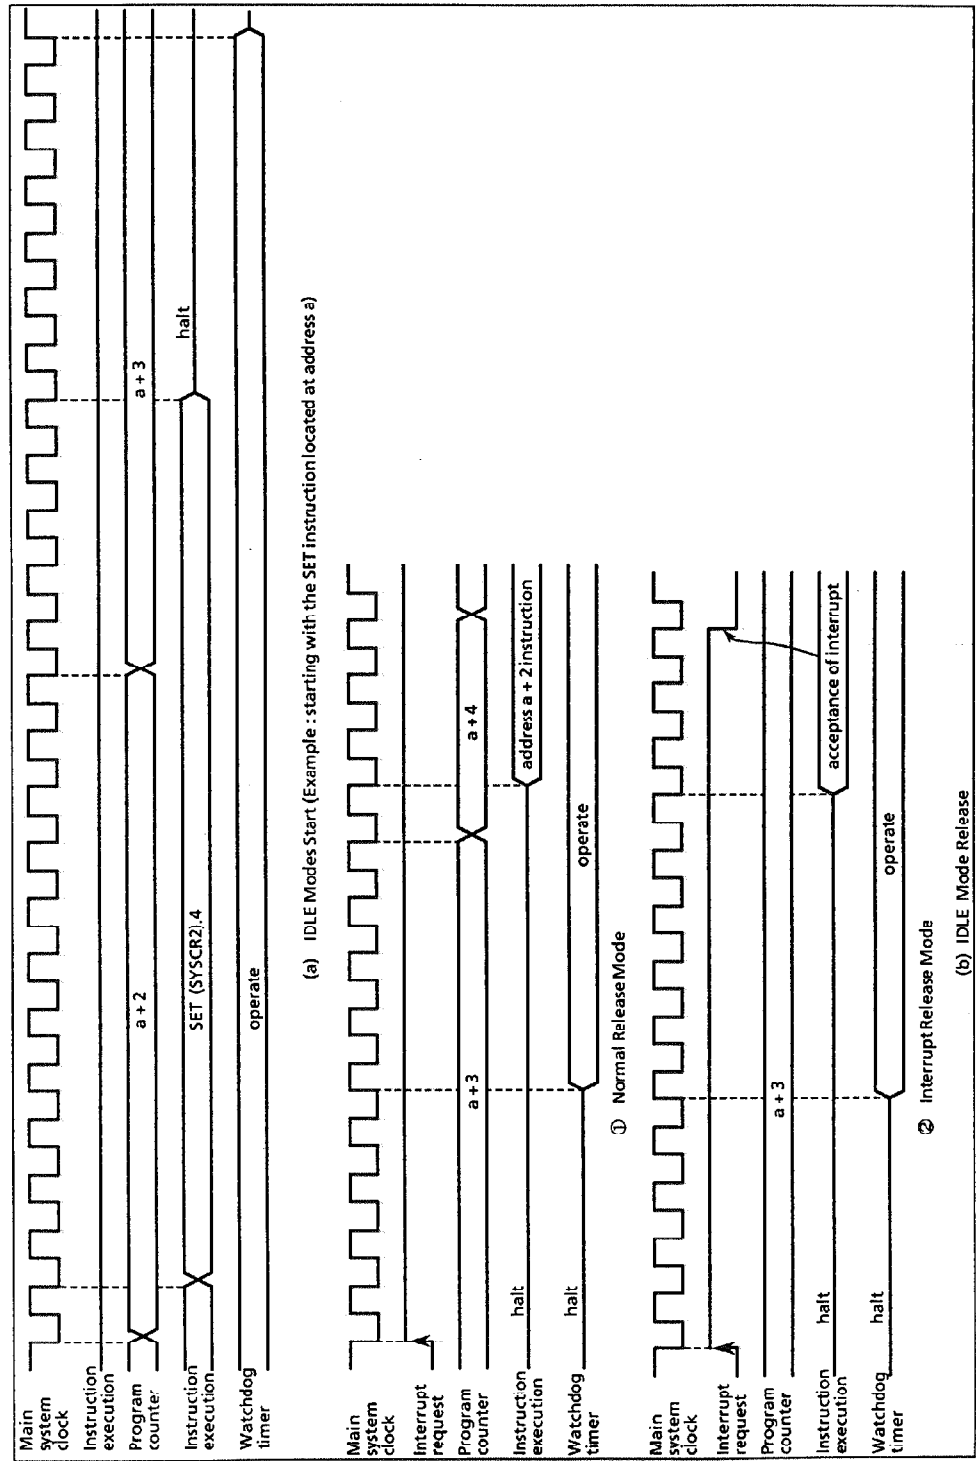 Main
system
clock
Instruction
execution
Program
counter
a + 2
a + 3
Instruction
execution
SET (SYSCR2).4
halt
Watchdog
timer
operate
(a) IDLE Modes Start (Example : starting with the SET instruction located at address a)
Main
system
clock
Interrupt
request
Program
counter
a + 3
a + 4
Instruction
execution
halt
address a + 2 instruction
Watchdog
timer
halt
operate
① Normal Release Mode
Main
system
clock
Interrupt
request
Program
counter
a + 3
Instruction
execution
halt
acceptance of interrupt
Watchdog
timer
halt
operate
② Interrupt Release Mode
(b) IDLE Mode Release